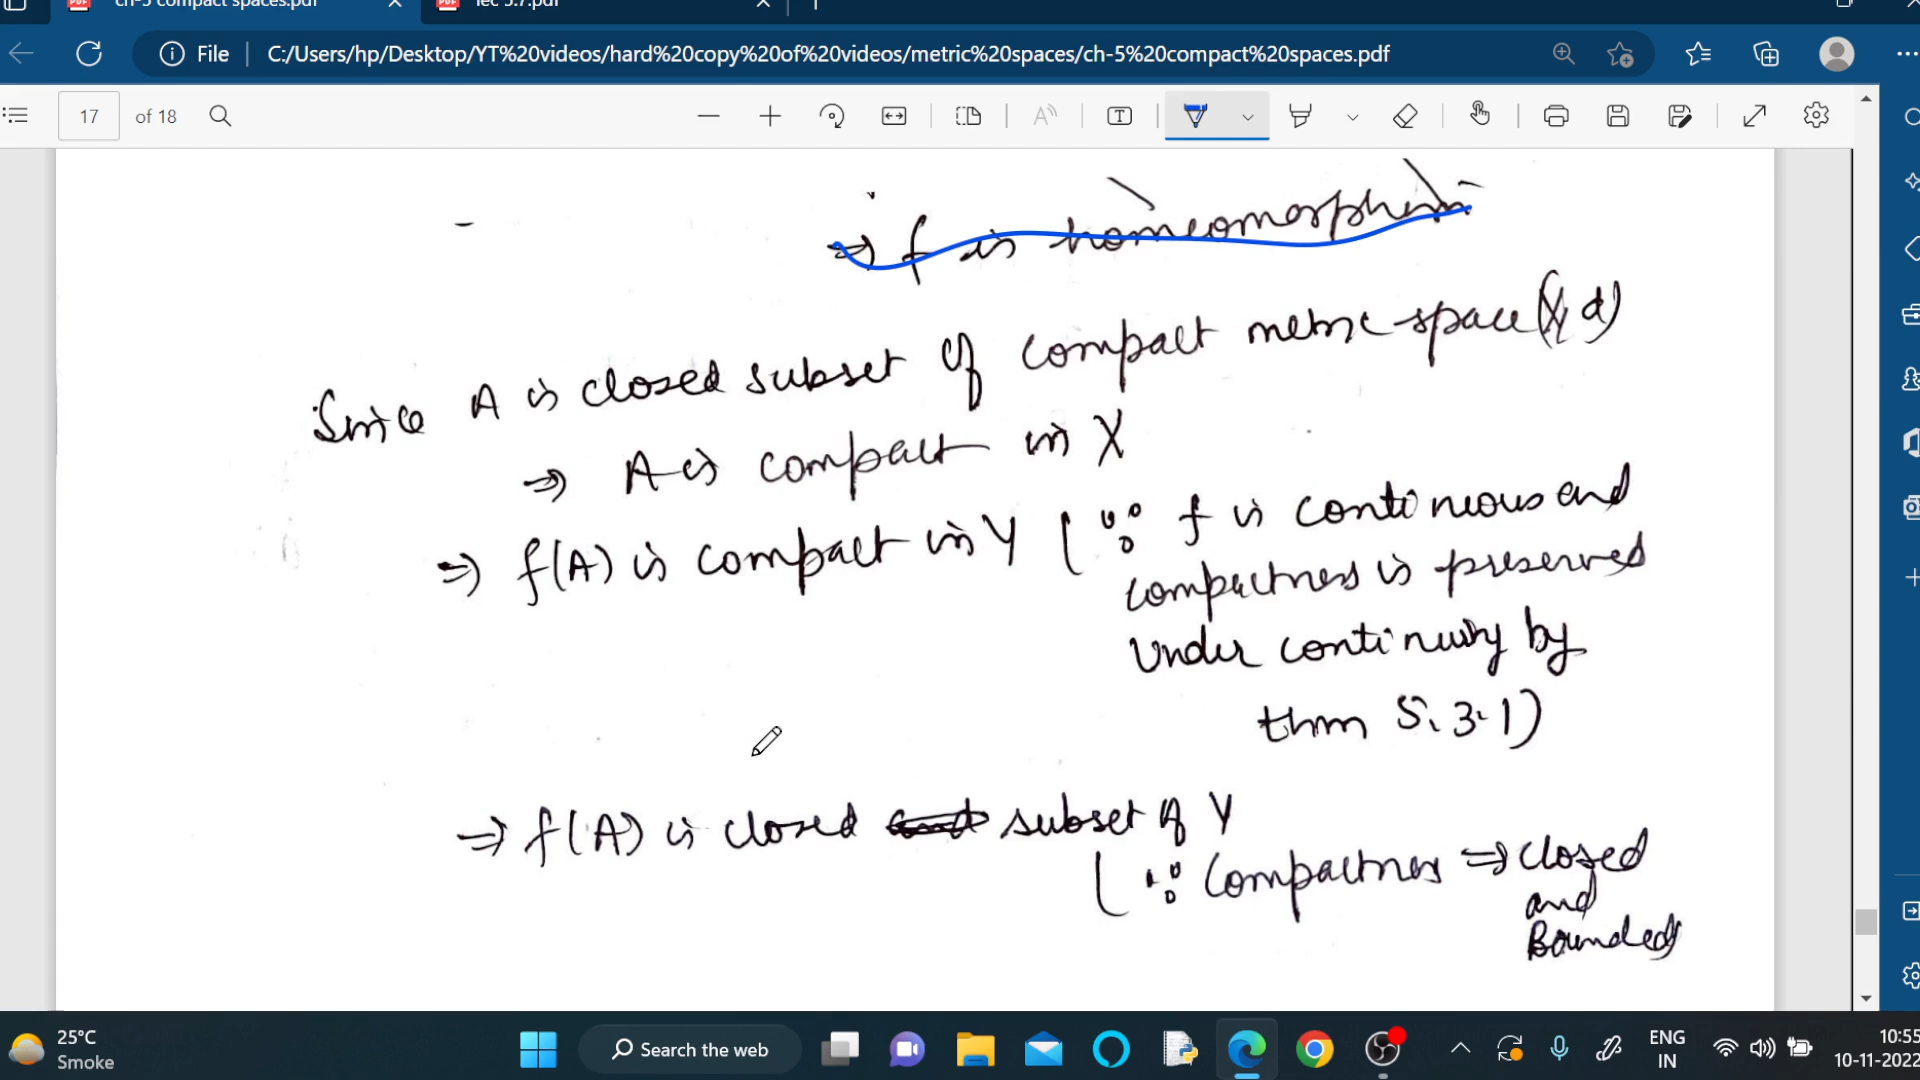 ch-5 compact spaces.pdf
lec 5.7.pdf
File
C:/Users/hp/Desktop/YT%20videos/hard%20copy%20of%20videos/metric%20spaces/ch-5%20compact%20spaces.pdf
17 of 18
⇒ f is homeomorphism
Since A is closed subset of compact metric space (X, d)
⇒ A is compact in X
⇒ f(A) is compact in Y ( ∵ f is continuous and
compactness is preserved
under continuity by
thm 5.3.1)
⇒ f(A) is closed subset of Y
( ∵ Compactness ⇒ closed
and
Bounded
25°C
Smoke
Search the web
ENG
IN
10:55
10-11-2022